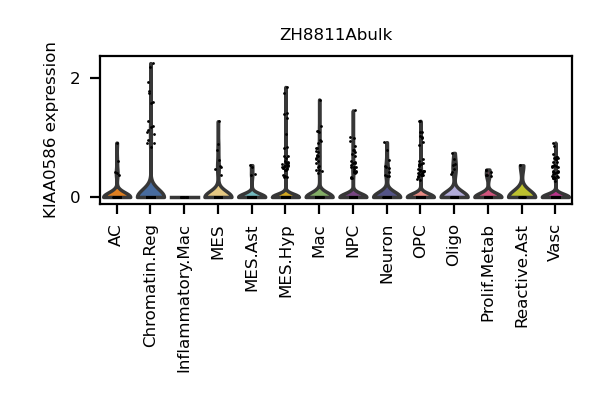 ZH8811Abulk
KIAA0586 expression
2
0
AC
Chromatin.Reg
Inflammatory.Mac
MES
MES.Ast
MES.Hyp
Mac
NPC
Neuron
OPC
Oligo
Prolif.Metab
Reactive.Ast
Vasc